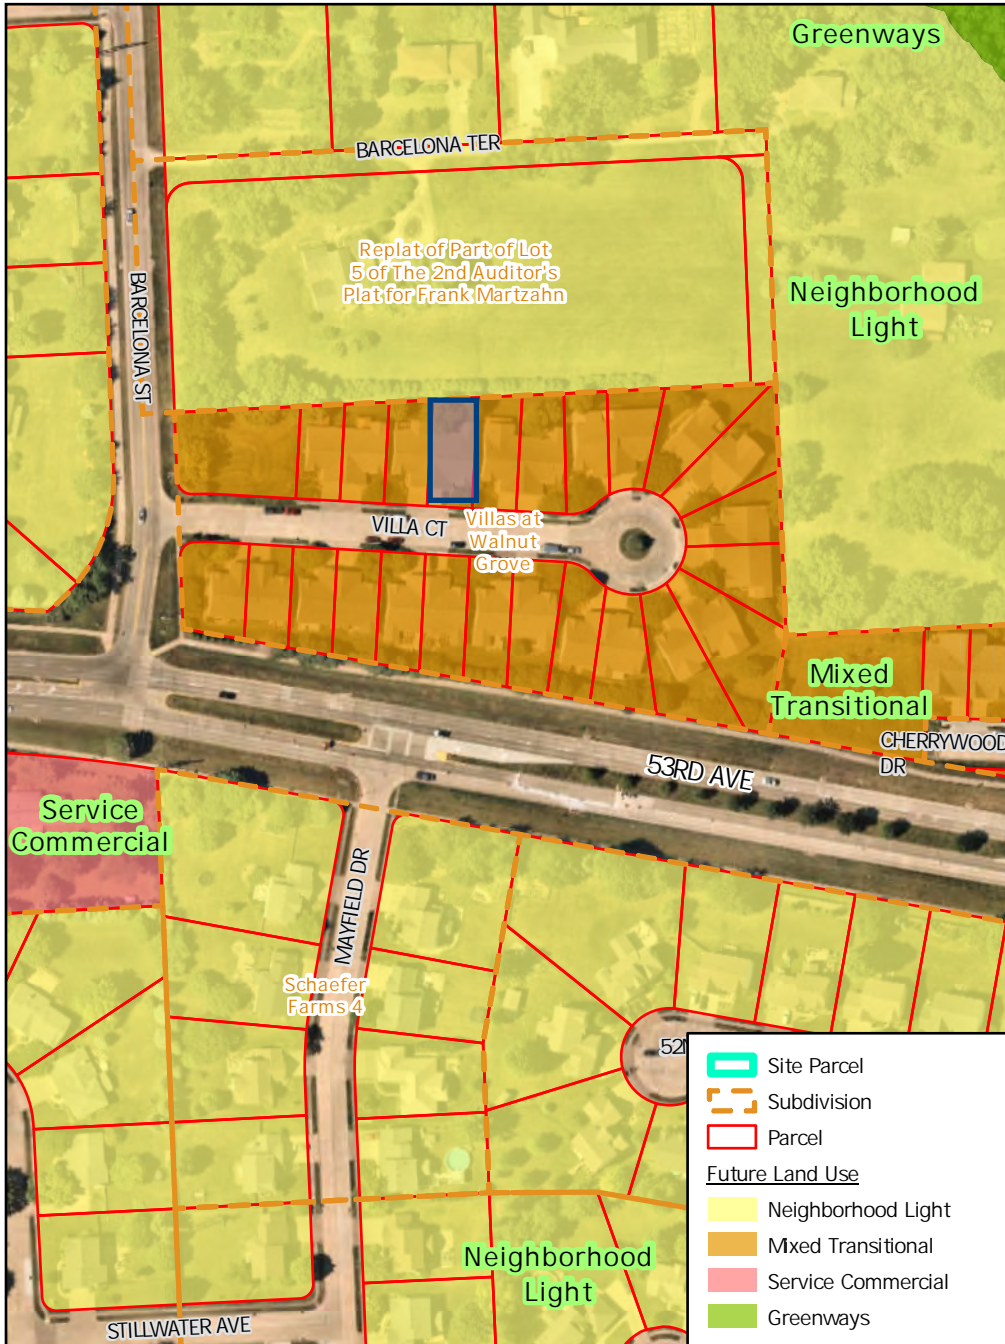 Greenways
BARCELONA TER
Replat of Part of Lot
5 of The 2nd Auditor's
Plat for Frank Martzahn
BARCELONA ST
Neighborhood
Light
VILLA CT
Villas at
Walnut
Grove
Mixed
Transitional
CHERRYWOOD
DR
53RD AVE
Service
Commercial
MAYFIELD DR
Schaefer
Farms 4
52N
Neighborhood
Light
STILLWATER AVE
Site Parcel
Subdivision
Parcel
Future Land Use
Neighborhood Light
Mixed Transitional
Service Commercial
Greenways